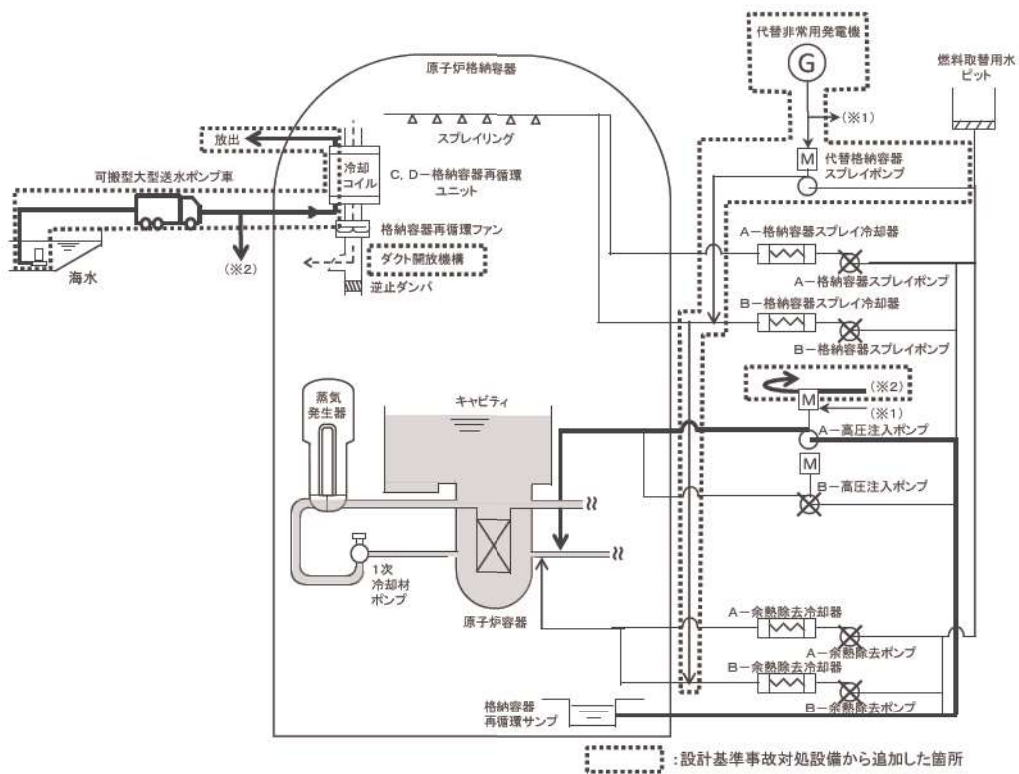 代替非常用発電機
G
(※1)
燃料取替用水
ピット
原子炉格納容器
スプレイリング
M
代替格納容器
スプレイポンプ
放出
冷却
コイル
C,D-格納容器再循環
ユニット
可搬型大型送水ポンプ車
格納容器再循環ファン
(※2)
海水
ダクト開放機構
逆止ダンパ
A-格納容器スプレイ冷却器
A-格納容器スプレイポンプ
B-格納容器スプレイ冷却器
B-格納容器スプレイポンプ
(※2)
M
(※1)
A-高圧注入ポンプ
M
B-高圧注入ポンプ
蒸気
発生器
キャビティ
1次
冷却材
ポンプ
原子炉容器
A-余熱除去冷却器
A-余熱除去ポンプ
B-余熱除去冷却器
B-余熱除去ポンプ
格納容器
再循環サンプ
:設計基準事故対処設備から追加した箇所